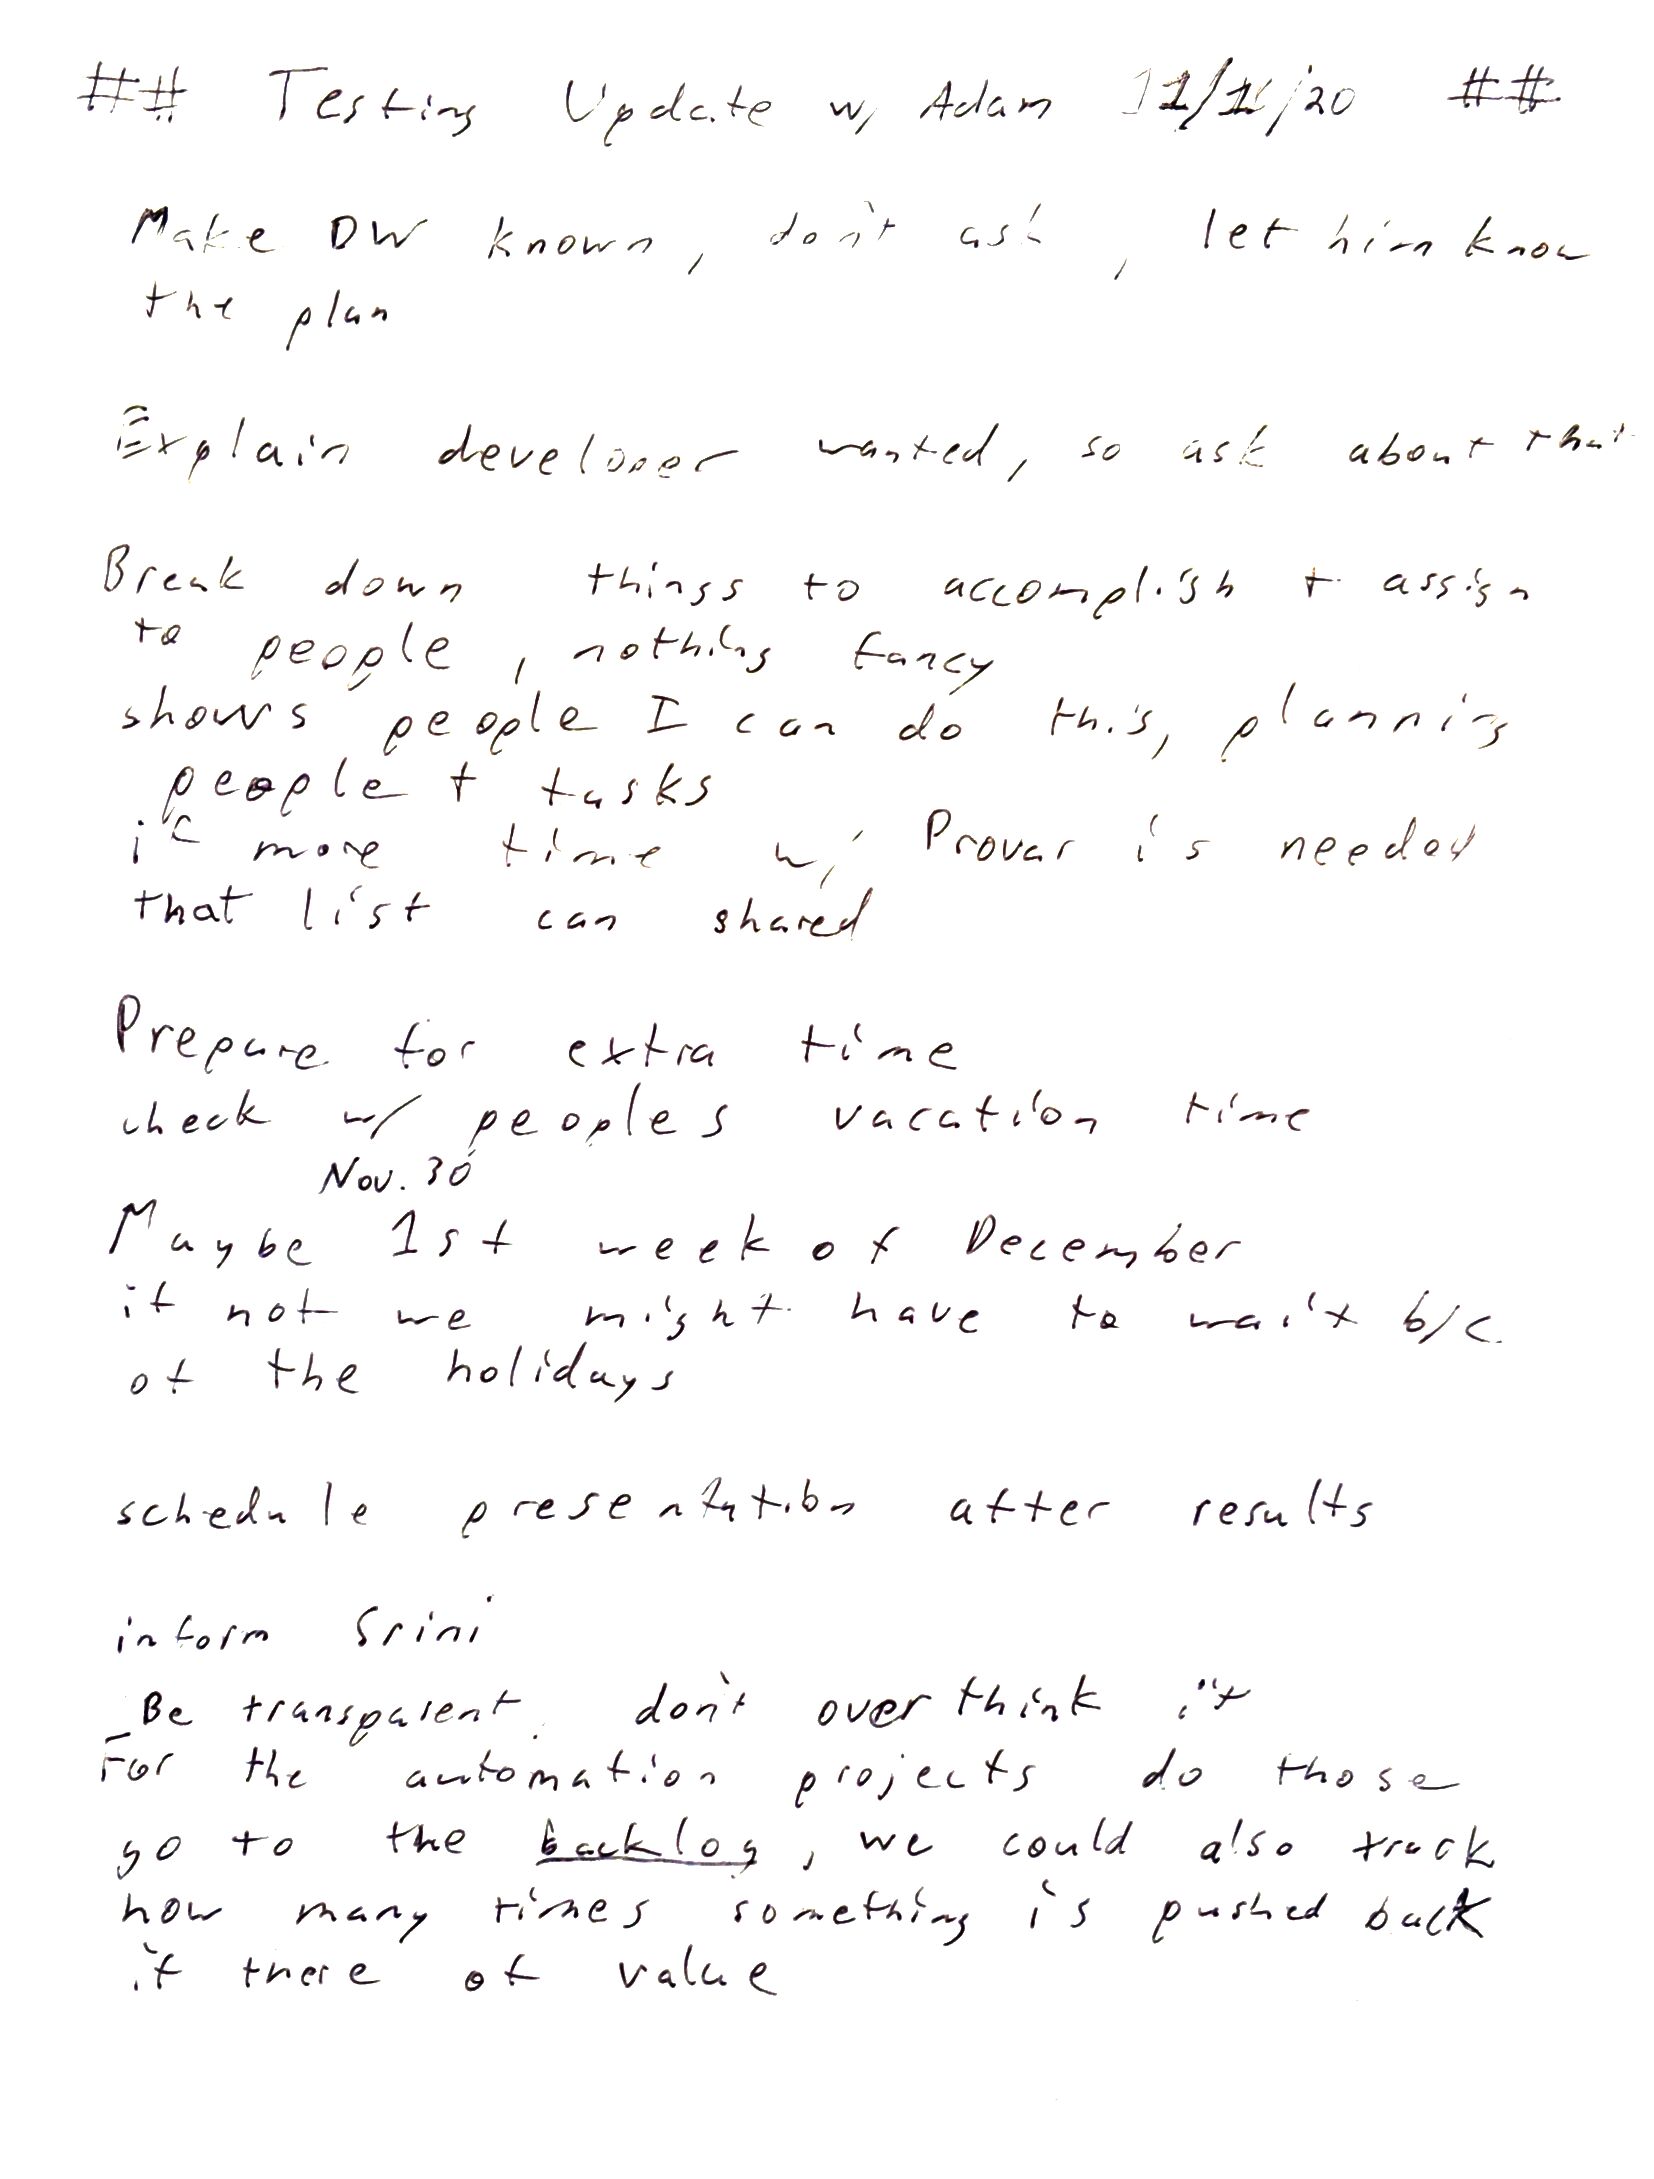 ## Testing Update w/ Adam 11/11/20 ##
Make DW known, don't ask, let him know
the plan
Explain developer wanted, so ask about that
Break down things to accomplish + assign
to people, nothing fancy
shows people I can do this, planning
people + tasks
if more time w/ Provar is needed
that list can shared
Prepare for extra time
check w/ peoples vacation time
Nov. 30
Maybe 1st week of December
if not we might have to wait b/c
of the holidays
schedule presentation after results
inform Srini
Be transparent, don't overthink it
For the automation projects do those
go to the backlog, we could also track
how many times something is pushed back
if there of value